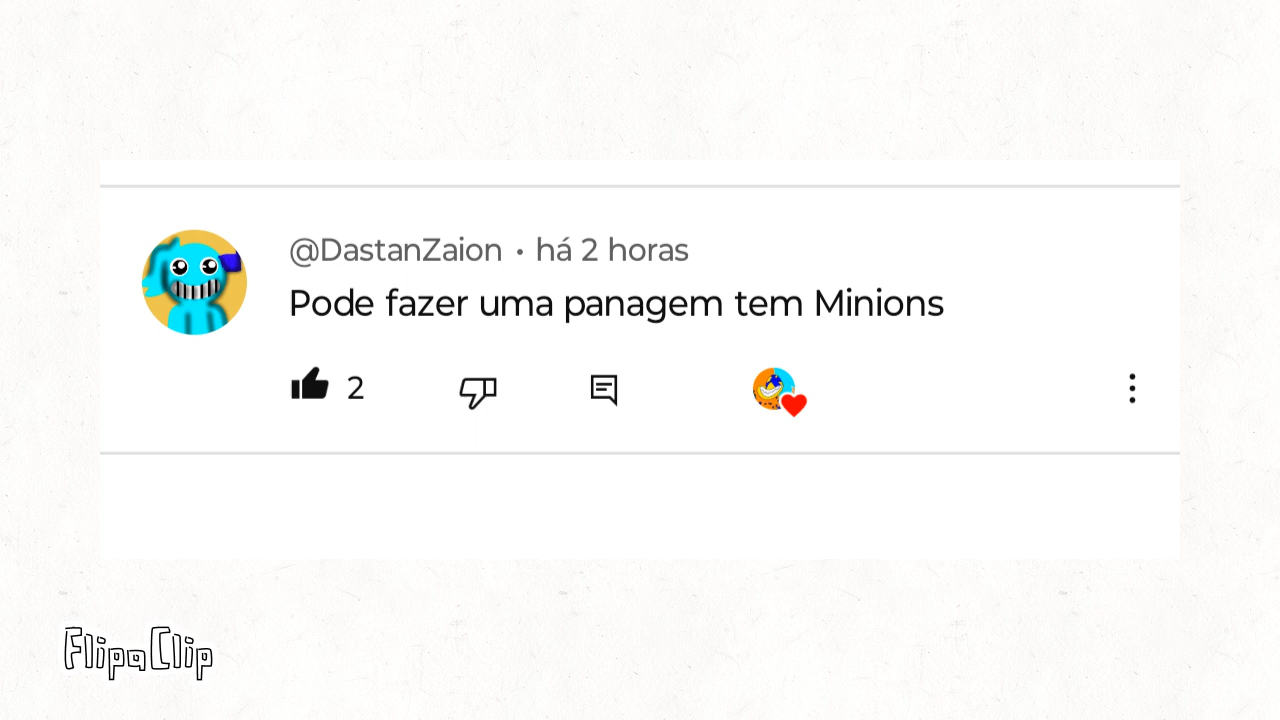 @DastanZaion • há 2 horas
Pode fazer uma panagem tem Minions
2
FlipaClip